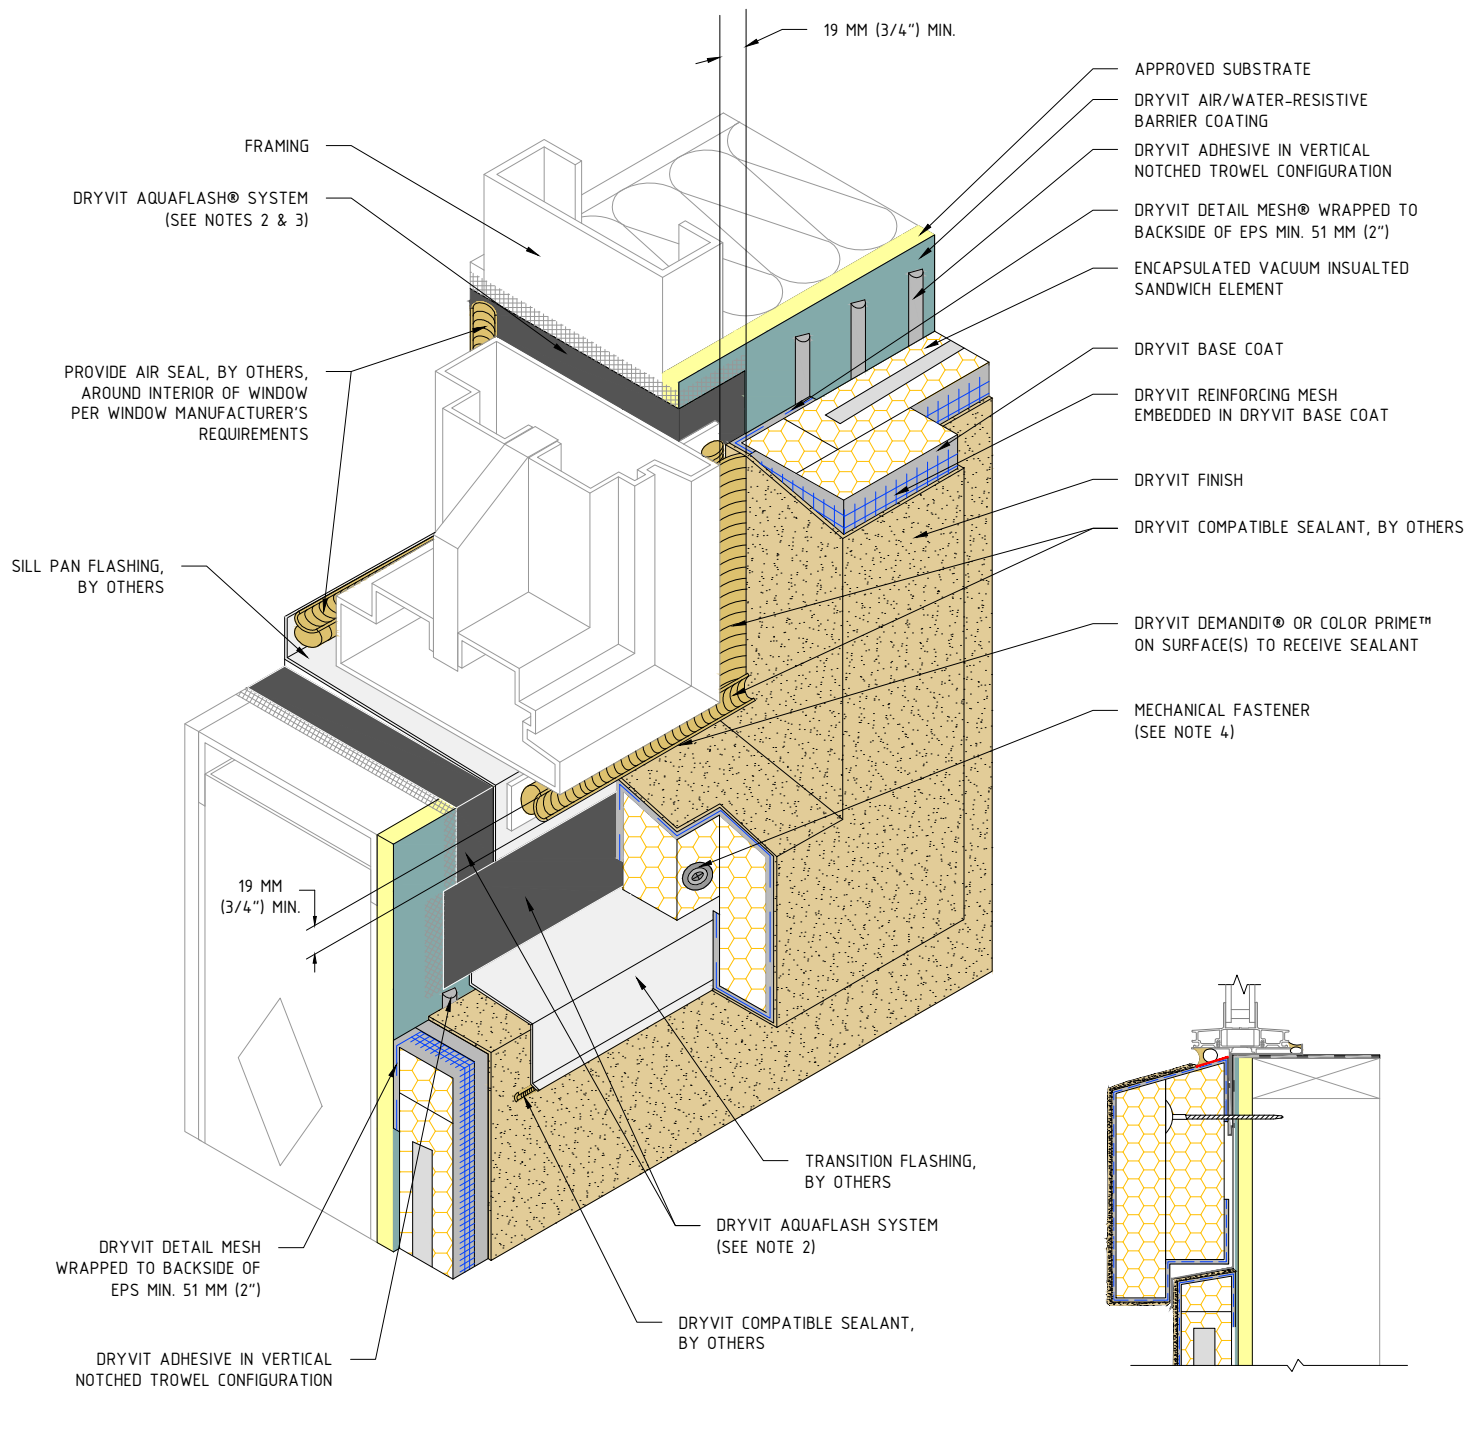 19 MM (3/4") MIN.
FRAMING
DRYVIT AQUAFLASH® SYSTEM
(SEE NOTES 2 & 3)
PROVIDE AIR SEAL, BY OTHERS,
AROUND INTERIOR OF WINDOW
PER WINDOW MANUFACTURER'S
REQUIREMENTS
SILL PAN FLASHING,
BY OTHERS
19 MM
(3/4") MIN.
DRYVIT DETAIL MESH
WRAPPED TO BACKSIDE OF
EPS MIN. 51 MM (2")
DRYVIT ADHESIVE IN VERTICAL
NOTCHED TROWEL CONFIGURATION
APPROVED SUBSTRATE
DRYVIT AIR/WATER-RESISTIVE
BARRIER COATING
DRYVIT ADHESIVE IN VERTICAL
NOTCHED TROWEL CONFIGURATION
DRYVIT DETAIL MESH® WRAPPED TO
BACKSIDE OF EPS MIN. 51 MM (2")
ENCAPSULATED VACUUM INSUALTED
SANDWICH ELEMENT
DRYVIT BASE COAT
DRYVIT REINFORCING MESH
EMBEDDED IN DRYVIT BASE COAT
DRYVIT FINISH
DRYVIT COMPATIBLE SEALANT, BY OTHERS
DRYVIT DEMANDIT® OR COLOR PRIME™
ON SURFACE(S) TO RECEIVE SEALANT
MECHANICAL FASTENER
(SEE NOTE 4)
TRANSITION FLASHING,
BY OTHERS
DRYVIT AQUAFLASH SYSTEM
(SEE NOTE 2)
DRYVIT COMPATIBLE SEALANT,
BY OTHERS